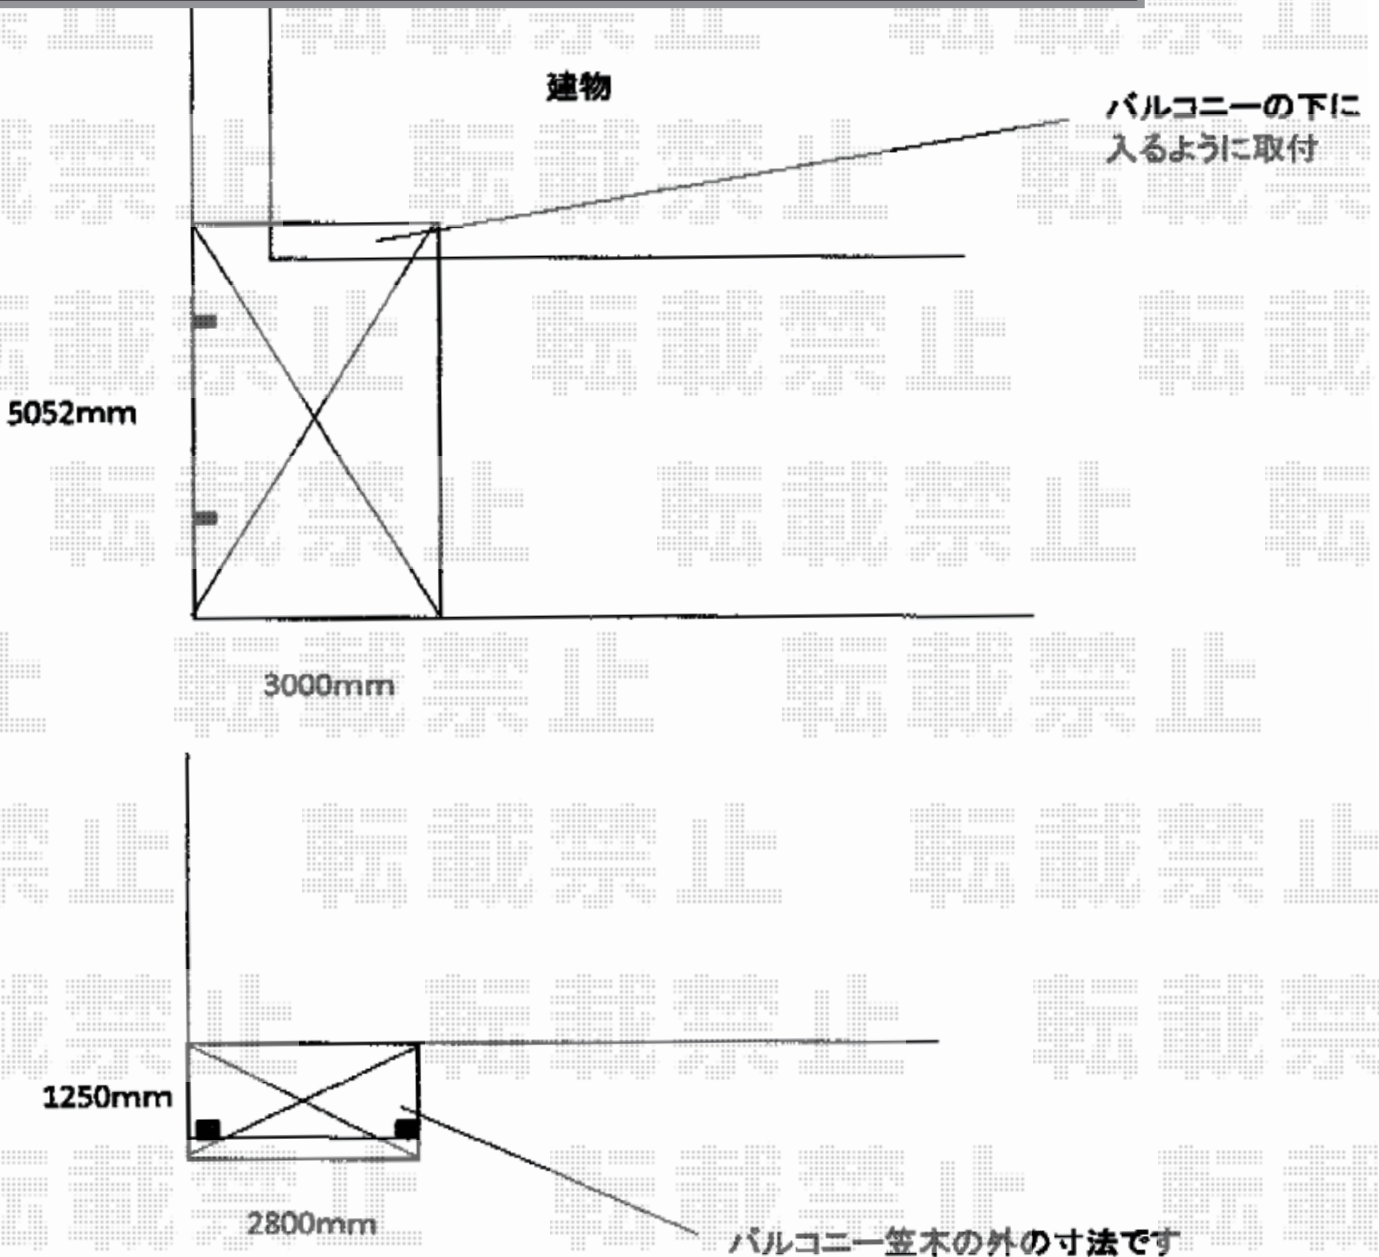 建物
バルコニーの下に
入るように取付
5052mm
3000mm
1250mm
2800mm
バルコニー笠木の外の寸法です
転載禁止